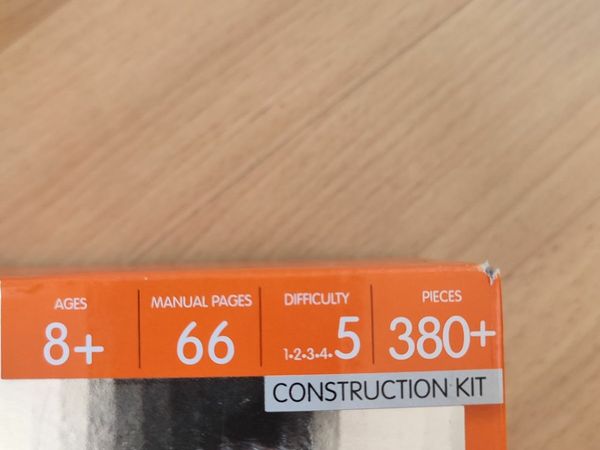 AGES MANUAL PAGES DIFFICULTY PIECES
8+ 66 1•2•3•4•5 380+
CONSTRUCTION KIT